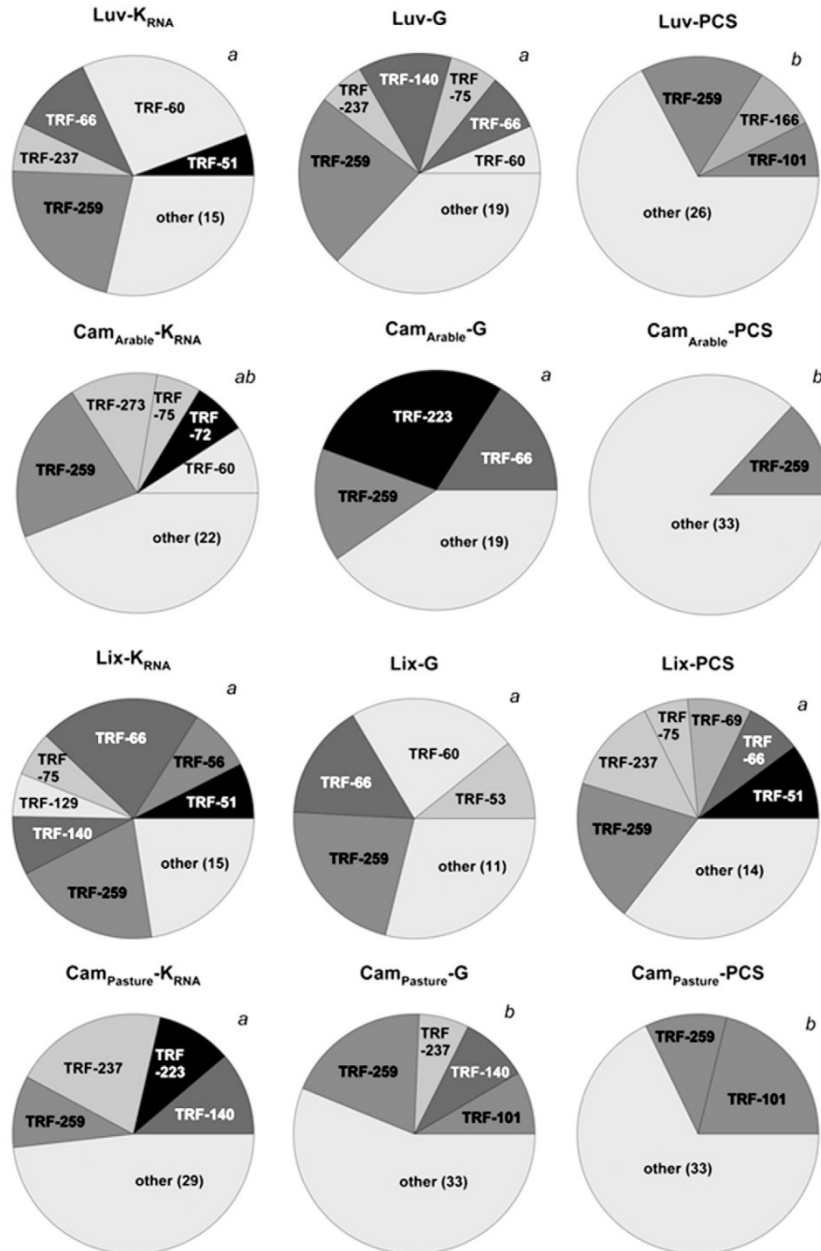 Luv-K_RNA
a
TRF-60
TRF-66
TRF-237
TRF-51
TRF-259
other (15)
Luv-G
a
TRF-140
TRF
-75
TRF
-237
TRF-66
TRF-259
TRF-60
other (19)
Luv-PCS
b
TRF-259
TRF-166
TRF-101
other (26)
Cam_Arable-K_RNA
ab
TRF-273
TRF
-75
TRF
-72
TRF-259
TRF-60
other (22)
Cam_Arable-G
a
TRF-223
TRF-66
TRF-259
other (19)
Cam_Arable-PCS
b
TRF-259
other (33)
Lix-K_RNA
a
TRF-66
TRF
-75
TRF-56
TRF-129
TRF-51
TRF-140
TRF-259
other (15)
Lix-G
a
TRF-60
TRF-66
TRF-53
TRF-259
other (11)
Lix-PCS
a
TRF
-75
TRF-69
TRF
-66
TRF-237
TRF-51
TRF-259
other (14)
Cam_Pasture-K_RNA
a
TRF
-223
TRF-237
TRF-259
TRF-140
other (29)
Cam_Pasture-G
b
TRF
-237
TRF-259
TRF-140
TRF-101
other (33)
Cam_Pasture-PCS
b
TRF-259
TRF-101
other (33)